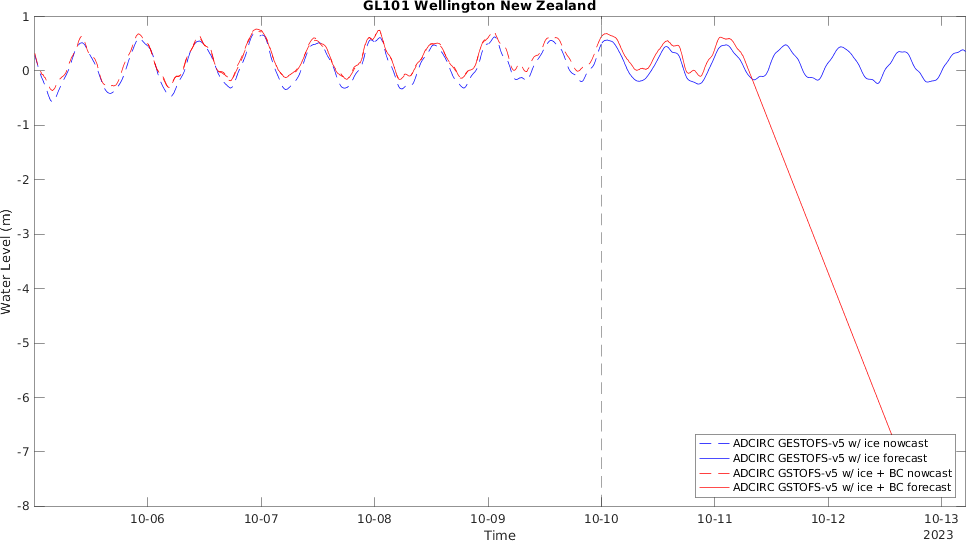 GL101 Wellington New Zealand
1
0
-1
-2
-3
-4
-5
-6
-7
-8
Water Level (m)
ADCIRC GESTOFS-v5 w/ ice nowcast
ADCIRC GESTOFS-v5 w/ ice forecast
ADCIRC GSTOFS-v5 w/ ice + BC nowcast
ADCIRC GSTOFS-v5 w/ ice + BC forecast
10-06 10-07 10-08 10-09 10-10 10-11 10-12 10-13
Time 2023